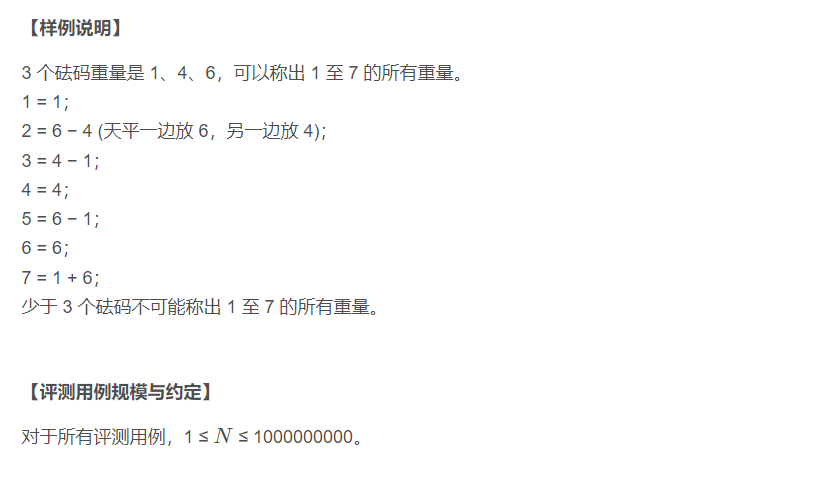 【样例说明】
3 个砝码重量是 1、4、6，可以称出 1 至 7 的所有重量。
1 = 1；
2 = 6 − 4 (天平一边放 6，另一边放 4)；
3 = 4 − 1；
4 = 4；
5 = 6 − 1；
6 = 6；
7 = 1 + 6；
少于 3 个砝码不可能称出 1 至 7 的所有重量。
【评测用例规模与约定】
对于所有评测用例，1 ≤ N ≤ 1000000000。